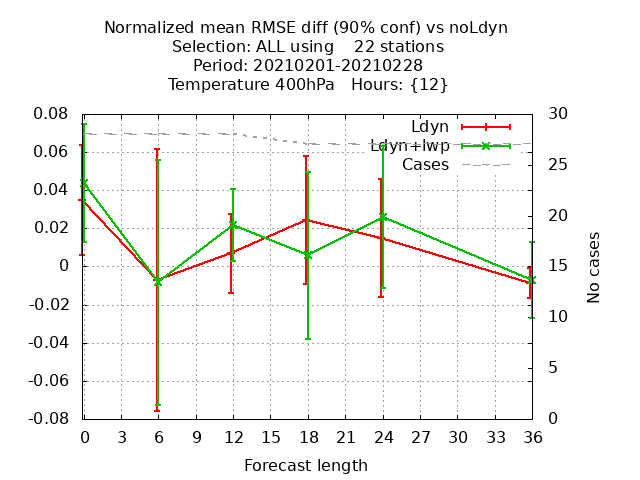 Normalized mean RMSE diff (90% conf) vs noLdyn
Selection: ALL using    22 stations
Period: 20210201-20210228
Temperature 400hPa   Hours: {12}
0.08
0.06
0.04
0.02
0
-0.02
-0.04
-0.06
-0.08
Ldyn
Ldyn+lwp
Cases
30
25
20
15
10
5
0
No cases
0 3 6 9 12 15 18 21 24 27 30 33 36
Forecast length